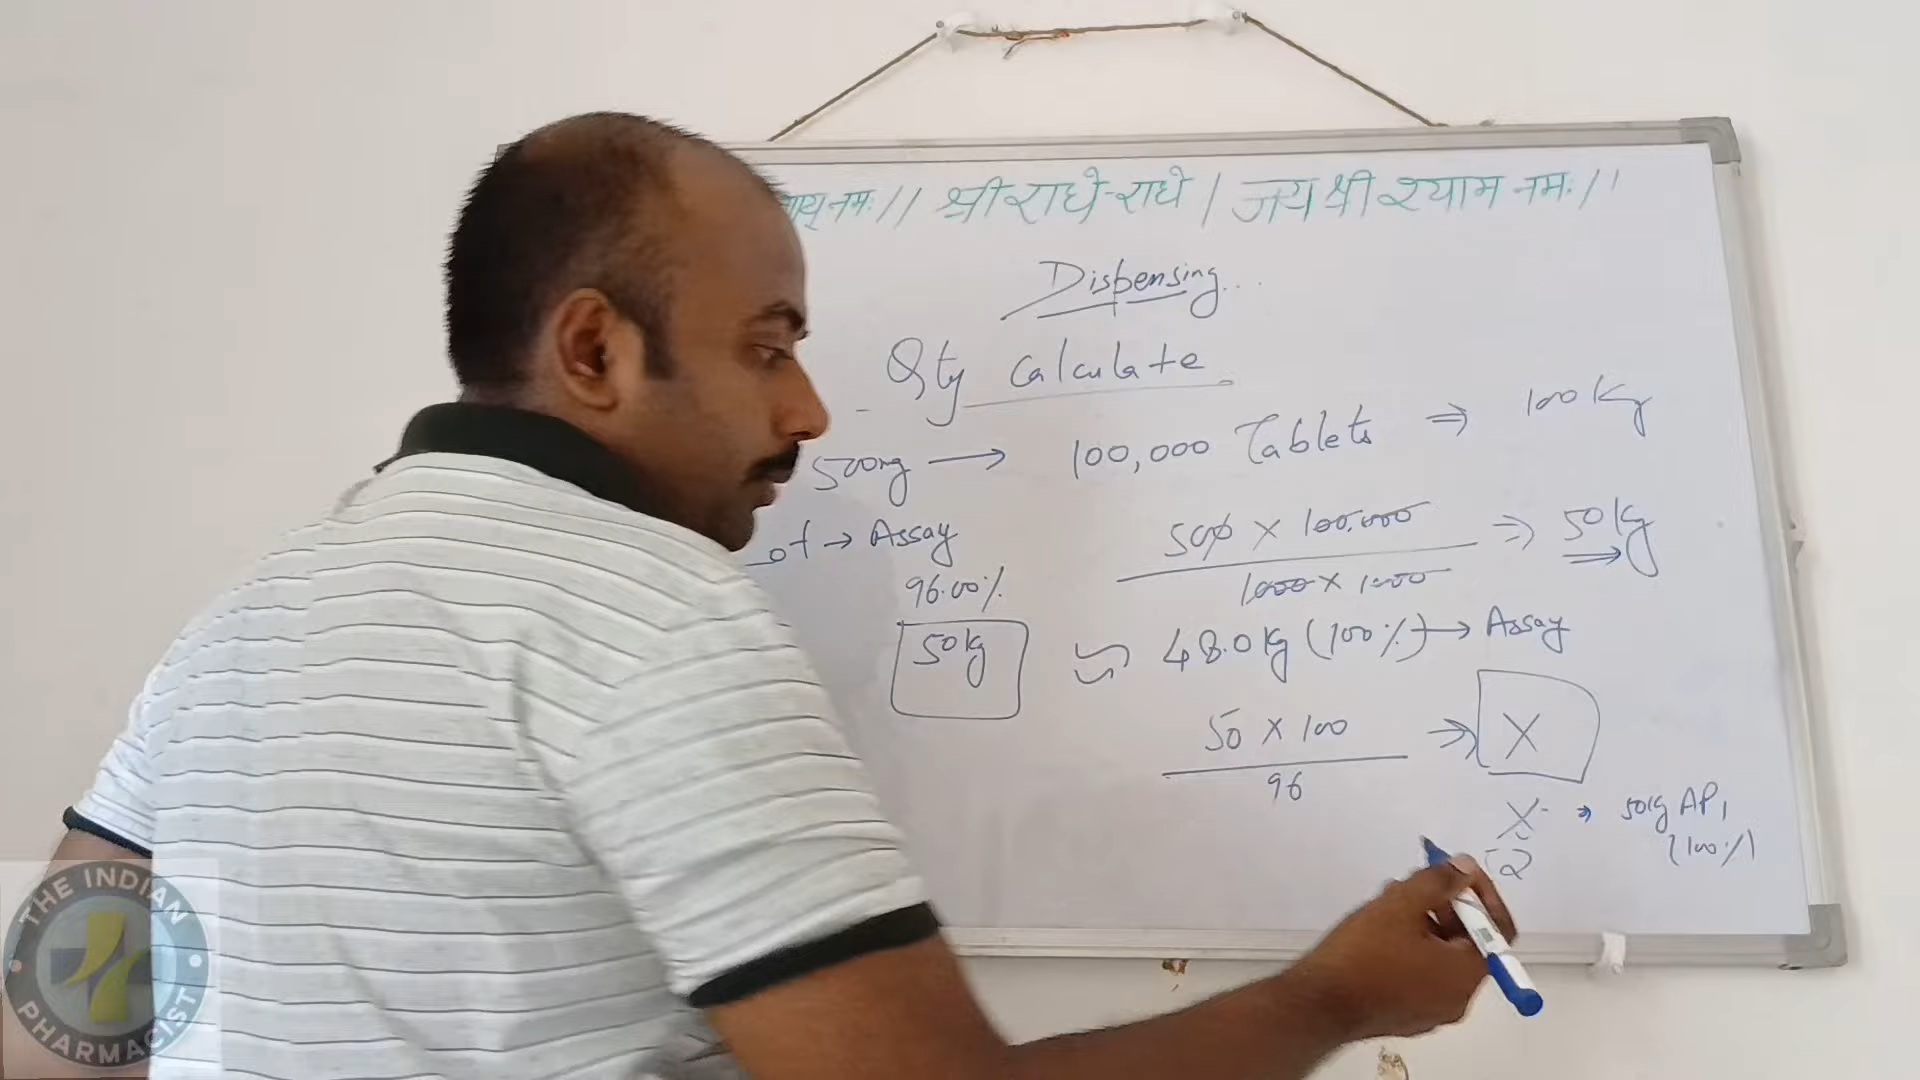 नमः // श्री राधे-राधे / जय श्री श्याम नमः //
Dispensing...
Qty Calculate
500mg → 100,000 Tablets ⇒ 100 Kg
→ Assay
96.00%
500 X 100,000 ⇒ 50 Kg
1000 X 1000
50 Kg
48.0 Kg (100%) → Assay
50 X 100 ⇒ X
96
X → 50 Kg API
(100%)
THE INDIAN PHARMACIST